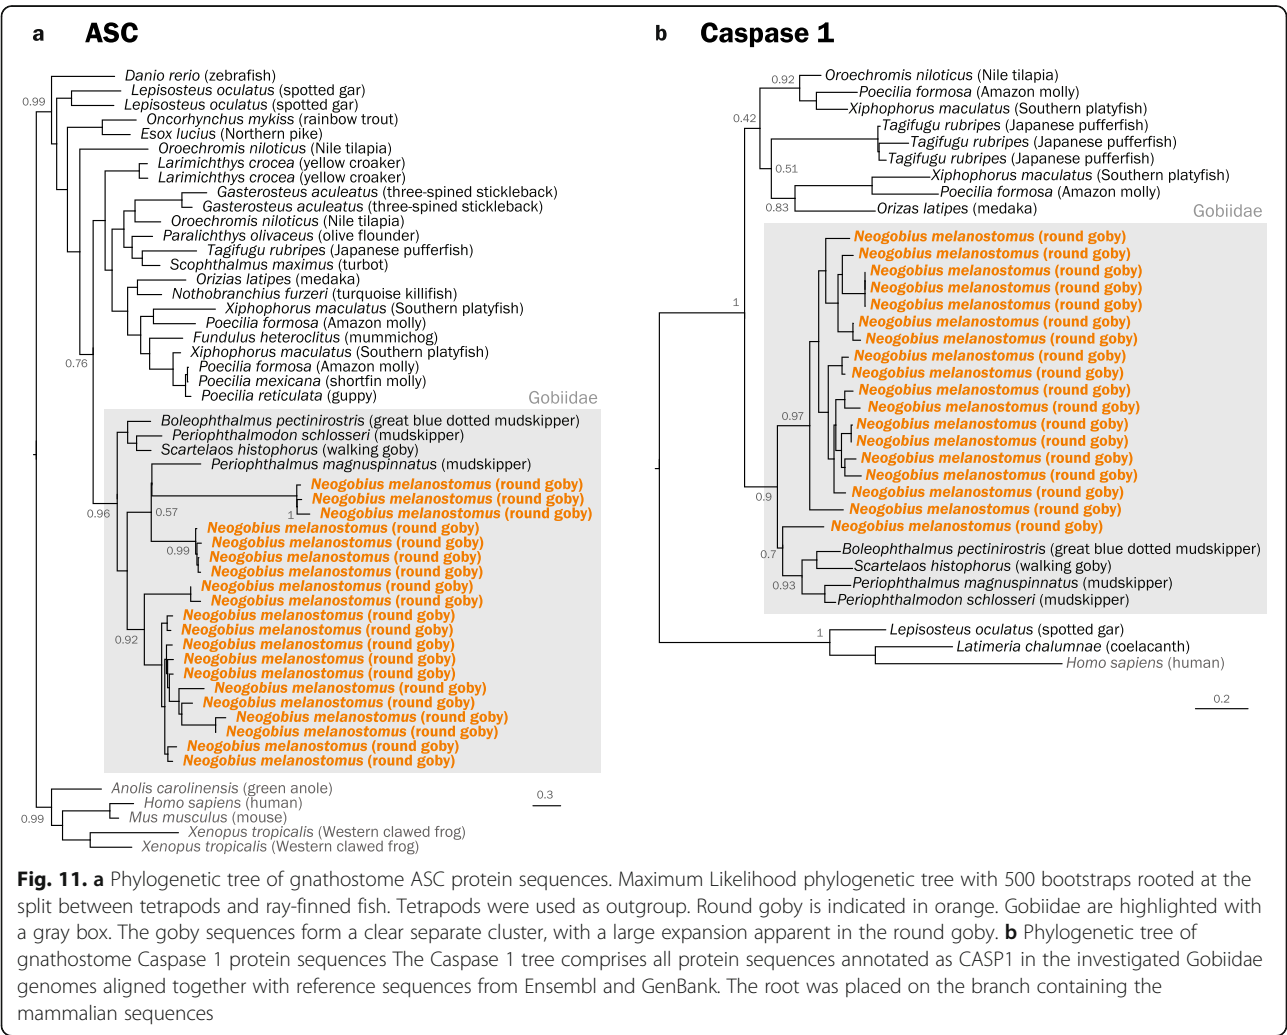 a ASC
0.99
Danio rerio (zebrafish)
Lepisosteus oculatus (spotted gar)
Lepisosteus oculatus (spotted gar)
Oncorhynchus mykiss (rainbow trout)
Esox lucius (Northern pike)
Oroechromis niloticus (Nile tilapia)
Larimichthys crocea (yellow croaker)
Larimichthys crocea (yellow croaker)
Gasterosteus aculeatus (three-spined stickleback)
Gasterosteus aculeatus (three-spined stickleback)
Oroechromis niloticus (Nile tilapia)
Paralichthys olivaceus (olive flounder)
Tagifugu rubripes (Japanese pufferfish)
Scophthalmus maximus (turbot)
Orizias latipes (medaka)
Nothobranchius furzeri (turquoise killifish)
Xiphophorus maculatus (Southern platyfish)
Poecilia formosa (Amazon molly)
Fundulus heteroclitus (mummichog)
Xiphophorus maculatus (Southern platyfish)
0.76
Poecilia formosa (Amazon molly)
Poecilia mexicana (shortfin molly)
Poecilia reticulata (guppy)
Gobiidae
Boleophthalmus pectinirostris (great blue dotted mudskipper)
Periophthalmodon schlosseri (mudskipper)
Scartelaos histophorus (walking goby)
Periophthalmus magnuspinnatus (mudskipper)
Neogobius melanostomus (round goby)
Neogobius melanostomus (round goby)
Neogobius melanostomus (round goby)
0.96
0.57
1
Neogobius melanostomus (round goby)
Neogobius melanostomus (round goby)
0.99
Neogobius melanostomus (round goby)
Neogobius melanostomus (round goby)
Neogobius melanostomus (round goby)
Neogobius melanostomus (round goby)
Neogobius melanostomus (round goby)
Neogobius melanostomus (round goby)
0.92
Neogobius melanostomus (round goby)
Neogobius melanostomus (round goby)
Neogobius melanostomus (round goby)
Neogobius melanostomus (round goby)
Neogobius melanostomus (round goby)
Neogobius melanostomus (round goby)
Neogobius melanostomus (round goby)
Neogobius melanostomus (round goby)
Neogobius melanostomus (round goby)
Anolis carolinensis (green anole)
Homo sapiens (human)
Mus musculus (mouse)
0.99
Xenopus tropicalis (Western clawed frog)
Xenopus tropicalis (Western clawed frog)
0.3
b Caspase 1
0.92
Oroechromis niloticus (Nile tilapia)
Poecilia formosa (Amazon molly)
Xiphophorus maculatus (Southern platyfish)
0.42
Tagifugu rubripes (Japanese pufferfish)
Tagifugu rubripes (Japanese pufferfish)
Tagifugu rubripes (Japanese pufferfish)
0.51
Xiphophorus maculatus (Southern platyfish)
Poecilia formosa (Amazon molly)
0.83
Orizas latipes (medaka)
Gobiidae
Neogobius melanostomus (round goby)
Neogobius melanostomus (round goby)
Neogobius melanostomus (round goby)
Neogobius melanostomus (round goby)
Neogobius melanostomus (round goby)
1
Neogobius melanostomus (round goby)
Neogobius melanostomus (round goby)
Neogobius melanostomus (round goby)
Neogobius melanostomus (round goby)
Neogobius melanostomus (round goby)
Neogobius melanostomus (round goby)
0.97
Neogobius melanostomus (round goby)
Neogobius melanostomus (round goby)
Neogobius melanostomus (round goby)
Neogobius melanostomus (round goby)
Neogobius melanostomus (round goby)
0.9
Neogobius melanostomus (round goby)
Neogobius melanostomus (round goby)
0.7
Boleophthalmus pectinirostris (great blue dotted mudskipper)
Scartelaos histophorus (walking goby)
0.93
Periophthalmus magnuspinnatus (mudskipper)
Periophthalmodon schlosseri (mudskipper)
1
Lepisosteus oculatus (spotted gar)
Latimeria chalumnae (coelacanth)
Homo sapiens (human)
0.2
Fig. 11. a Phylogenetic tree of gnathostome ASC protein sequences. Maximum Likelihood phylogenetic tree with 500 bootstraps rooted at the
split between tetrapods and ray-finned fish. Tetrapods were used as outgroup. Round goby is indicated in orange. Gobiidae are highlighted with
a gray box. The goby sequences form a clear separate cluster, with a large expansion apparent in the round goby. b Phylogenetic tree of
gnathostome Caspase 1 protein sequences The Caspase 1 tree comprises all protein sequences annotated as CASP1 in the investigated Gobiidae
genomes aligned together with reference sequences from Ensembl and GenBank. The root was placed on the branch containing the
mammalian sequences